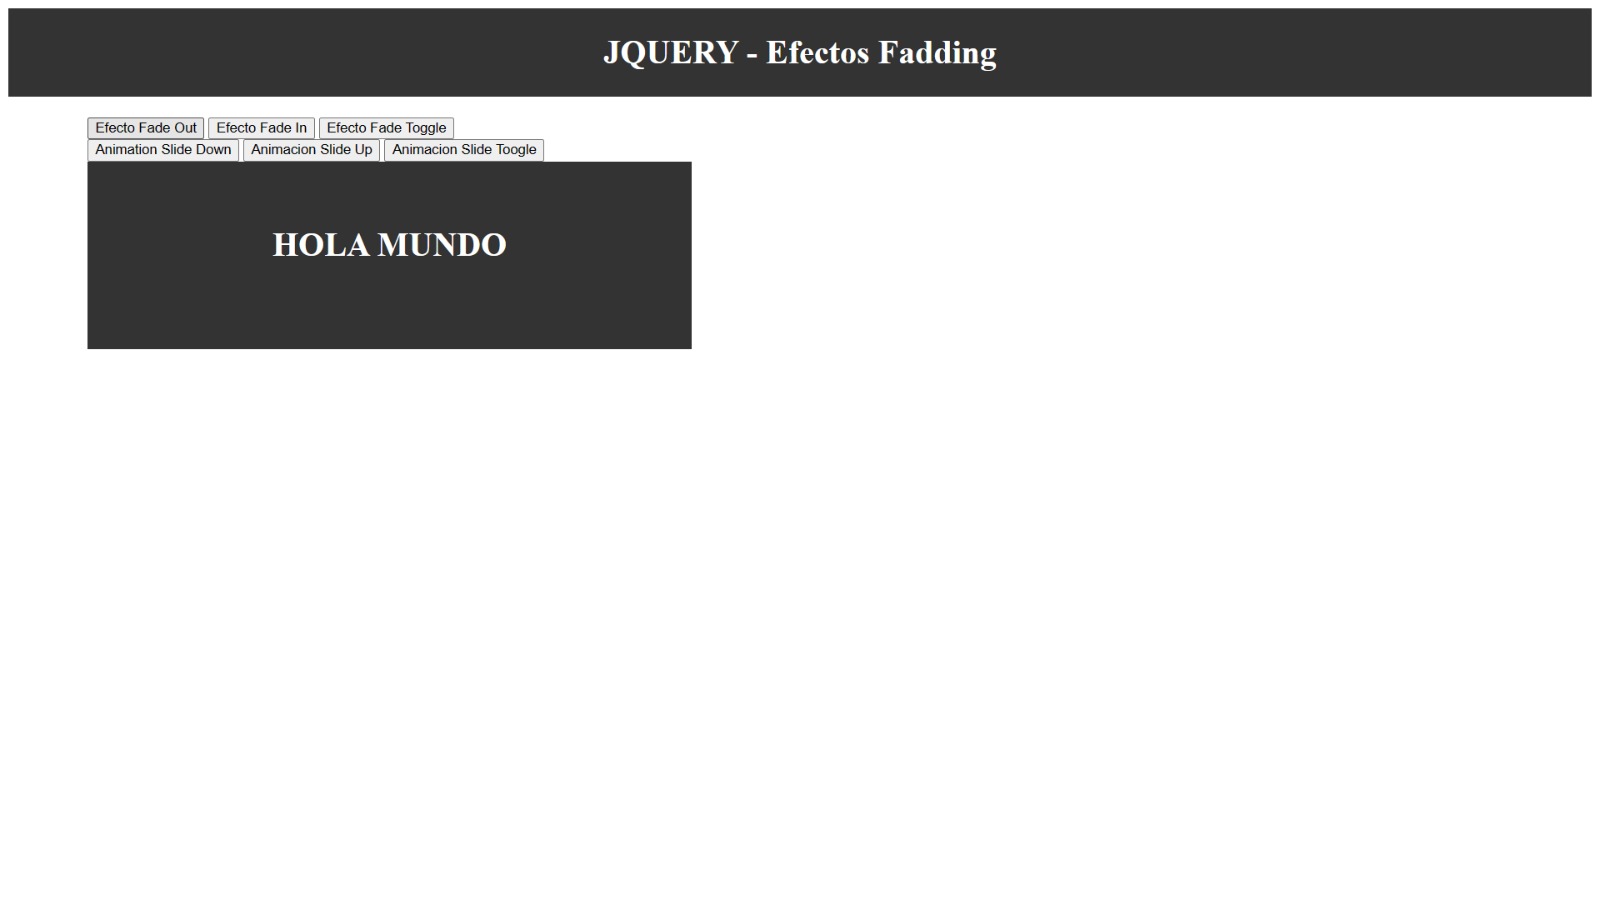 JQUERY - Efectos Fadding
Efecto Fade Out Efecto Fade In Efecto Fade Toggle
Animation Slide Down Animacion Slide Up Animacion Slide Toogle
HOLA MUNDO